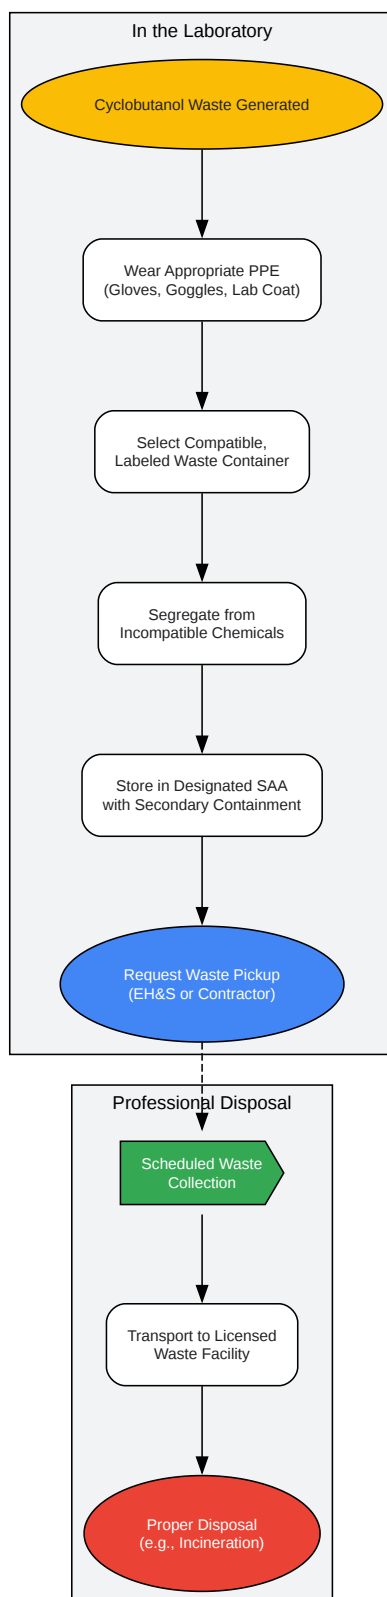 In the Laboratory
Cyclobutanol Waste Generated
Wear Appropriate PPE
(Gloves, Goggles, Lab Coat)
Select Compatible,
Labeled Waste Container
Segregate from
Incompatible Chemicals
Store in Designated SAA
with Secondary Containment
Request Waste Pickup
(EH&S or Contractor)
Professional Disposal
Scheduled Waste
Collection
Transport to Licensed
Waste Facility
Proper Disposal
(e.g., Incineration)